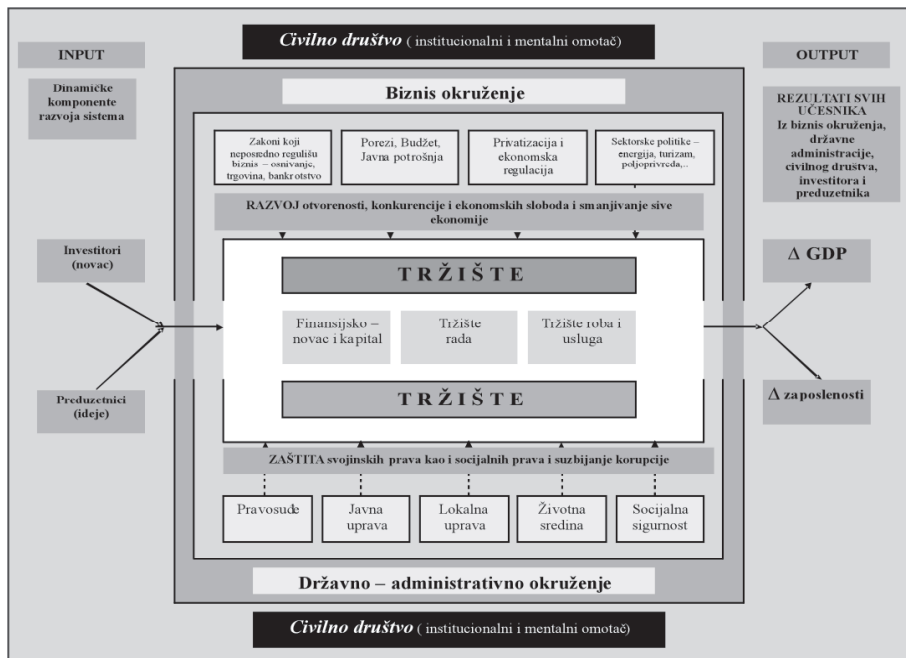 Civilno društvo ( institucionalni i mentalni omotač)
INPUT
Dinamičke
komponente
razvoja sistema
OUTPUT
REZULTATI SVIH
UČESNIKA
Iz biznis okruženja,
državne
administracije,
civilnog društva,
investitora i
preduzetnika
Biznis okruženje
Zakoni koji
neposredno regulišu
biznis – osnivanje,
trgovina, bankrotstvo
Porezi, Budžet,
Javna potrošnja
Privatizacija i
ekonomska
regulacija
Sektorske politike –
energija, turizam,
poljoprivreda,..
RAZVOJ otvorenosti, konkurencije i ekonomskih sloboda i smanjivanje sive
ekonomije
Investitori
(novac)
Preduzetnici
(ideje)
TRŽIŠTE
Finansijsko –
novac i kapital
Tržište
rada
Tržište roba i
usluga
TRŽIŠTE
Δ GDP
Δ zaposlenosti
ZAŠTITA svojinskih prava kao i socijalnih prava i suzbijanje korupcije
Pravosuđe
Javna
uprava
Lokalna
uprava
Životna
sredina
Socijalna
sigurnost
Državno – administrativno okruženje
Civilno društvo ( institucionalni i mentalni omotač)